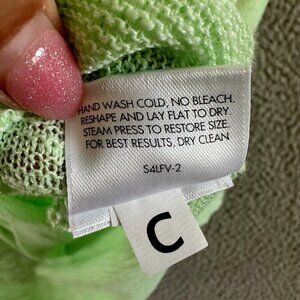 HAND WASH COLD, NO BLEACH.
RESHAPE AND LAY FLAT TO DRY.
STEAM PRESS TO RESTORE SIZE.
FOR BEST RESULTS, DRY CLEAN
S4LFV-2
C